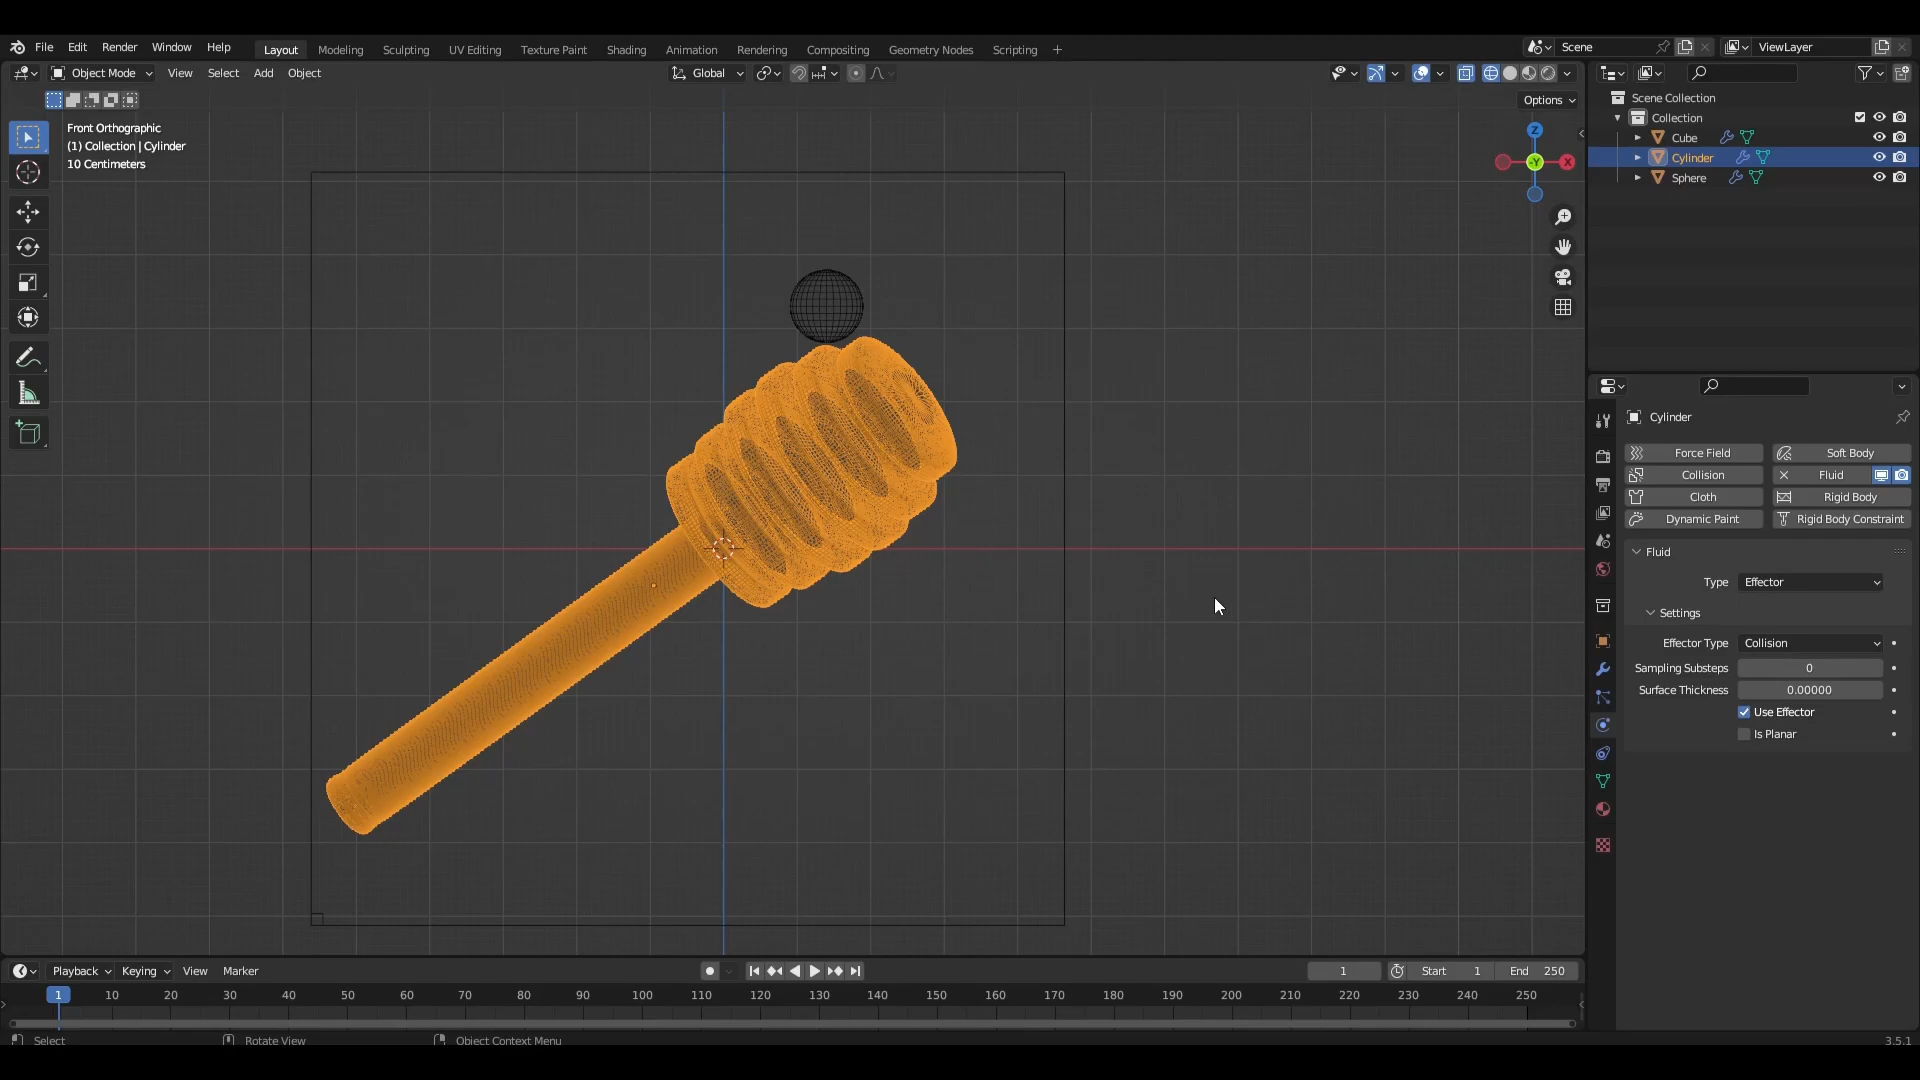 File Edit Render Window Help Layout Modeling Sculpting UV Editing Texture Paint Shading Animation Rendering Compositing Geometry Nodes Scripting + Scene ViewLayer
Object Mode View Select Add Object Global
Options
Front Orthographic
(1) Collection | Cylinder
10 Centimeters
Z
-Y X
Scene Collection
Collection
Cube
Cylinder
Sphere
Cylinder
Force Field Soft Body
Collision Fluid
Cloth Rigid Body
Dynamic Paint Rigid Body Constraint
Fluid
Type Effector
Settings
Effector Type Collision
Sampling Substeps 0
Surface Thickness 0.00000
Use Effector
Is Planar
Playback Keying View Marker 1 Start 1 End 250
1 10 20 30 40 50 60 70 80 90 100 110 120 130 140 150 160 170 180 190 200 210 220 230 240 250
Select Rotate View Object Context Menu 3.5.1